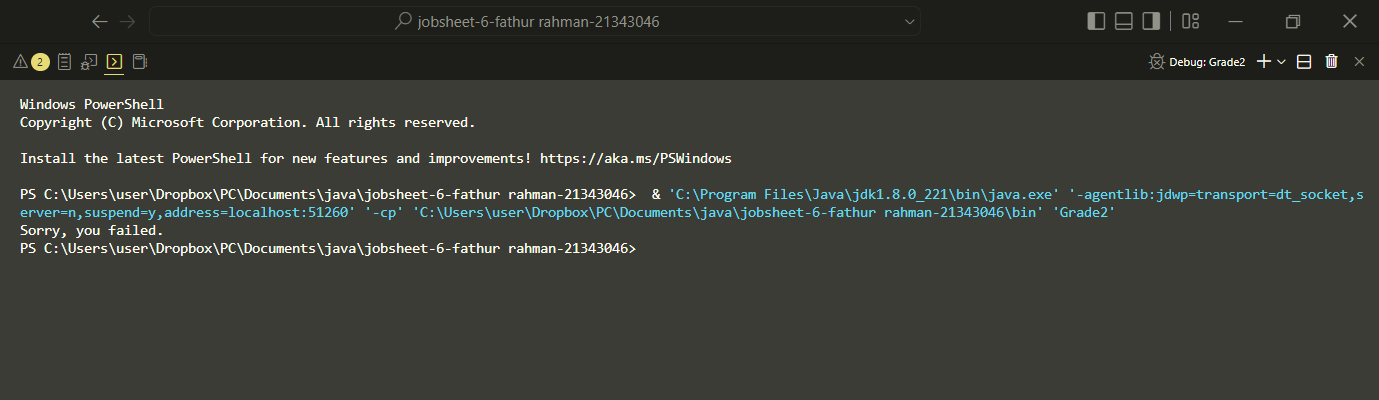 jobsheet-6-fathur rahman-21343046
2
Debug: Grade2
Windows PowerShell
Copyright (C) Microsoft Corporation. All rights reserved.
Install the latest PowerShell for new features and improvements! https://aka.ms/PSWindows
PS C:\Users\user\Dropbox\PC\Documents\java\jobsheet-6-fathur rahman-21343046>  & 'C:\Program Files\Java\jdk1.8.0_221\bin\java.exe' '-agentlib:jdwp=transport=dt_socket,s
erver=n,suspend=y,address=localhost:51260' '-cp' 'C:\Users\user\Dropbox\PC\Documents\java\jobsheet-6-fathur rahman-21343046\bin' 'Grade2'
Sorry, you failed.
PS C:\Users\user\Dropbox\PC\Documents\java\jobsheet-6-fathur rahman-21343046>